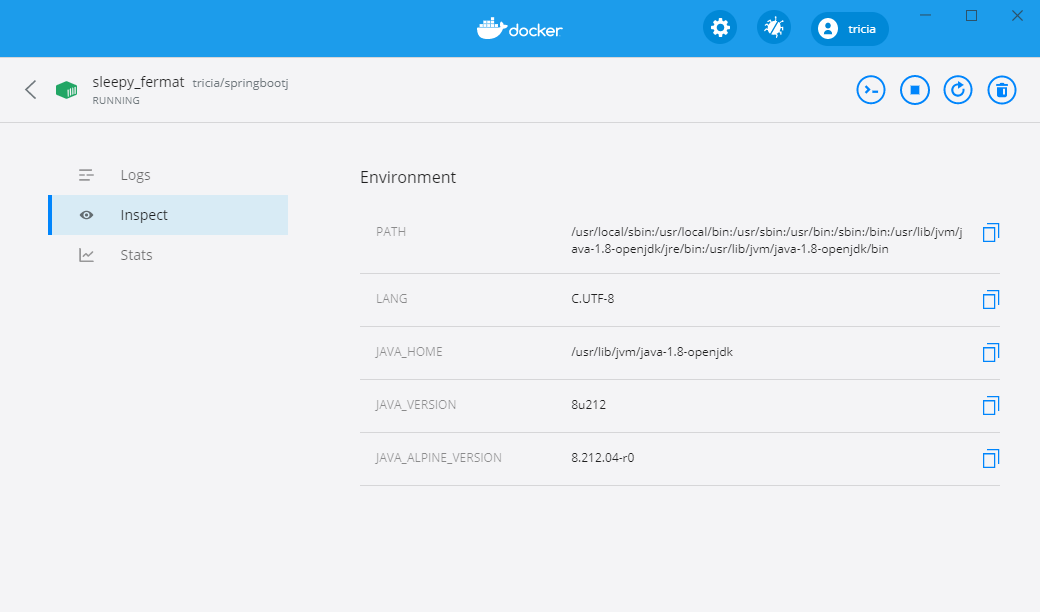 docker
tricia
sleepy_fermat tricia/springbootj
RUNNING
Logs
Inspect
Stats
Environment
PATH /usr/local/sbin:/usr/local/bin:/usr/sbin:/usr/bin:/sbin:/bin:/usr/lib/jvm/j
ava-1.8-openjdk/jre/bin:/usr/lib/jvm/java-1.8-openjdk/bin
LANG C.UTF-8
JAVA_HOME /usr/lib/jvm/java-1.8-openjdk
JAVA_VERSION 8u212
JAVA_ALPINE_VERSION 8.212.04-r0